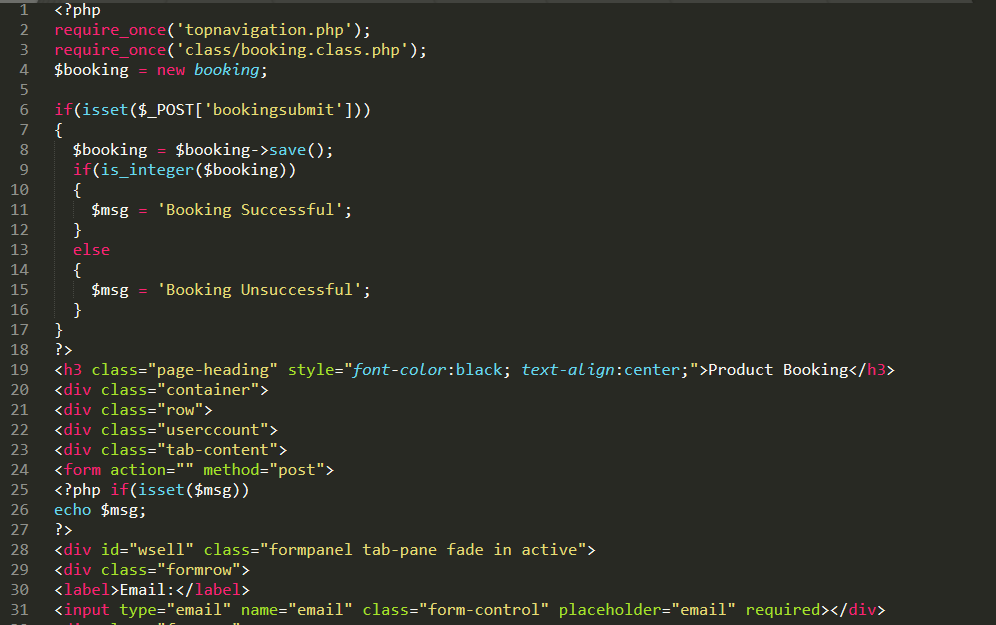 1 <?php
2 require_once('topnavigation.php');
3 require_once('class/booking.class.php');
4 $booking = new booking;
5
6 if(isset($_POST['bookingsubmit']))
7 {
8 $booking = $booking->save();
9 if(is_integer($booking))
10 {
11 $msg = 'Booking Successful';
12 }
13 else
14 {
15 $msg = 'Booking Unsuccessful';
16 }
17 }
18 ?>
19 <h3 class="page-heading" style="font-color:black; text-align:center;">Product Booking</h3>
20 <div class="container">
21 <div class="row">
22 <div class="userccount">
23 <div class="tab-content">
24 <form action="" method="post">
25 <?php if(isset($msg))
26 echo $msg;
27 ?>
28 <div id="wsell" class="formpanel tab-pane fade in active">
29 <div class="formrow">
30 <label>Email:</label>
31 <input type="email" name="email" class="form-control" placeholder="email" required></div>